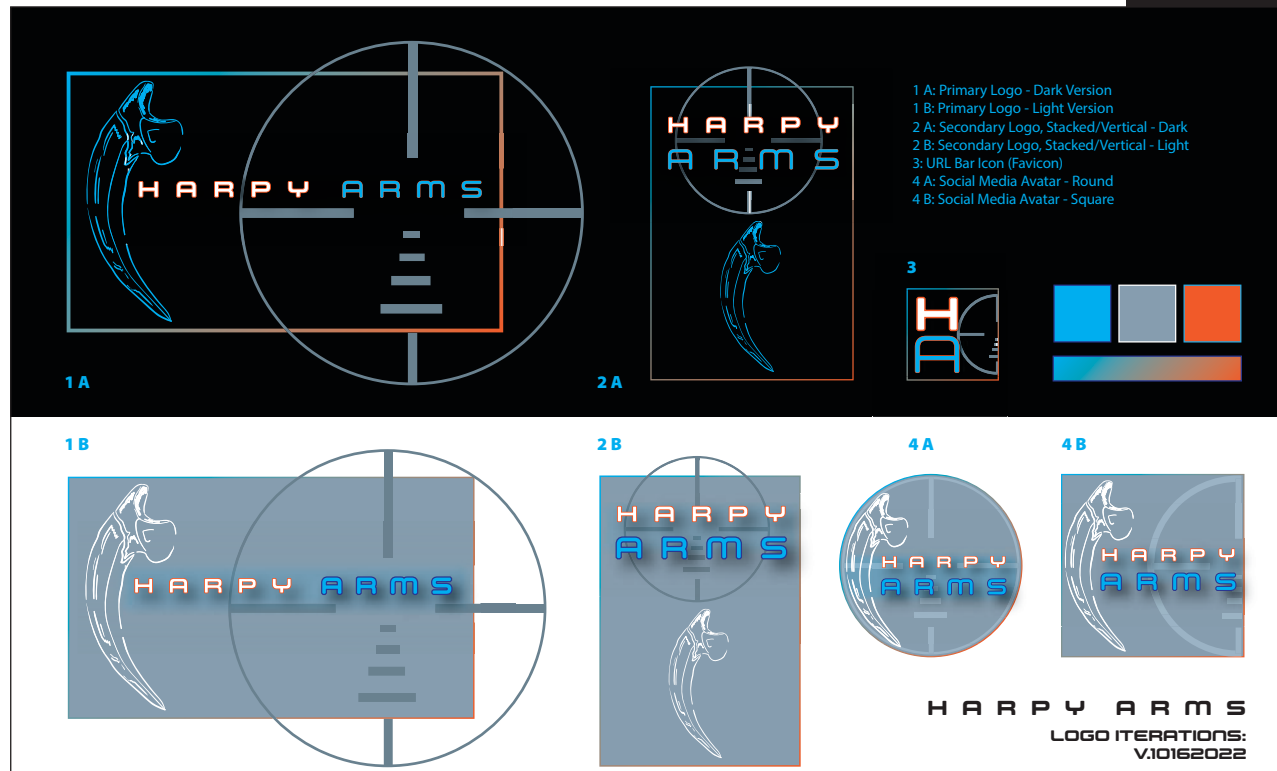 HARPY ARMS
1 A
HARPY
ARMS
2 A
1 A: Primary Logo - Dark Version
1 B: Primary Logo - Light Version
2 A: Secondary Logo, Stacked/Vertical - Dark
2 B: Secondary Logo, Stacked/Vertical - Light
3: URL Bar Icon (Favicon)
4 A: Social Media Avatar - Round
4 B: Social Media Avatar - Square
3
H
A
1 B
HARPY ARMS
2 B
HARPY
ARMS
4 A
HARPY
ARMS
4 B
HARPY
ARMS
HARPY ARMS
LOGO ITERATIONS:
V.10162022